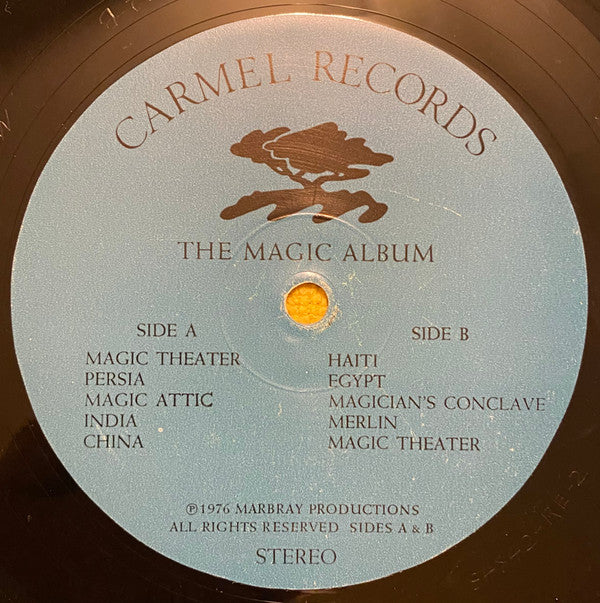 CARMEL RECORDS
THE MAGIC ALBUM
SIDE A
MAGIC THEATER
PERSIA
MAGIC ATTIC
INDIA
CHINA
SIDE B
HAITI
EGYPT
MAGICIAN'S CONCLAVE
MERLIN
MAGIC THEATER
℗1976 MARBRAY PRODUCTIONS
ALL RIGHTS RESERVED SIDES A & B
STEREO